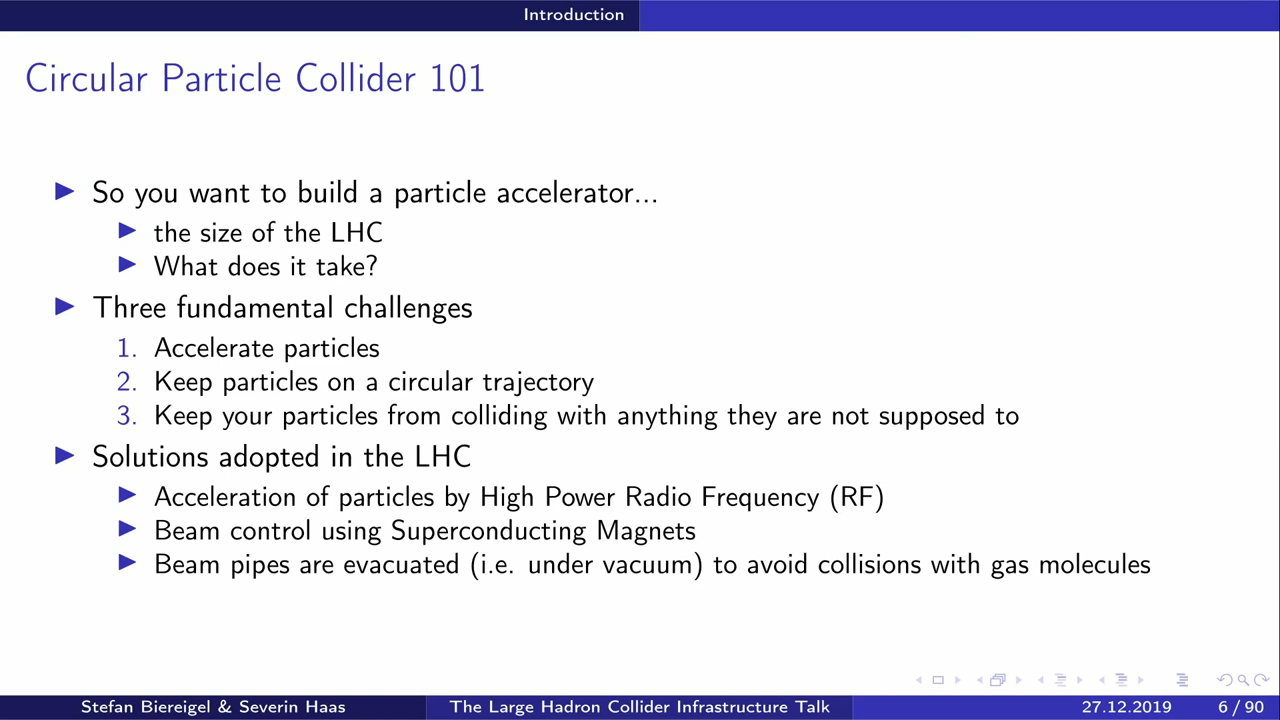 Introduction
Circular Particle Collider 101
So you want to build a particle accelerator...
the size of the LHC
What does it take?
Three fundamental challenges
1. Accelerate particles
2. Keep particles on a circular trajectory
3. Keep your particles from colliding with anything they are not supposed to
Solutions adopted in the LHC
Acceleration of particles by High Power Radio Frequency (RF)
Beam control using Superconducting Magnets
Beam pipes are evacuated (i.e. under vacuum) to avoid collisions with gas molecules
Stefan Biereigel & Severin Haas The Large Hadron Collider Infrastructure Talk 27.12.2019 6 / 90